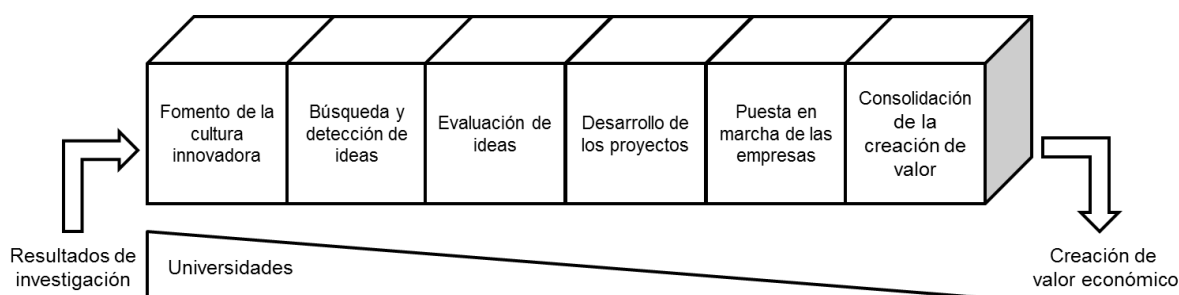 Fomento de la
cultura
innovadora
Búsqueda y
detección de
ideas
Evaluación de
ideas
Desarrollo de
los proyectos
Puesta en
marcha de las
empresas
Consolidación
de la
creación de
valor
Resultados de
investigación
Universidades
Creación de
valor económico